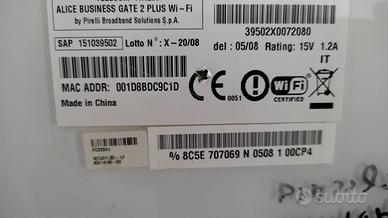 ALICE BUSINESS GATE 2 PLUS Wi-Fi
by Pirelli Broadband Solutions S.p.A.
39502X0072080
SAP 151039502 Lotto N°: X-20/08
del : 05/08 Rating: 15V 1.2A
IT
MAC ADDR: 001D8BDC9C1D
CE 0051
Wi Fi
CERTIFIED
Made in China
% 8C5E 707069 N 0508 1 00CP4
subito